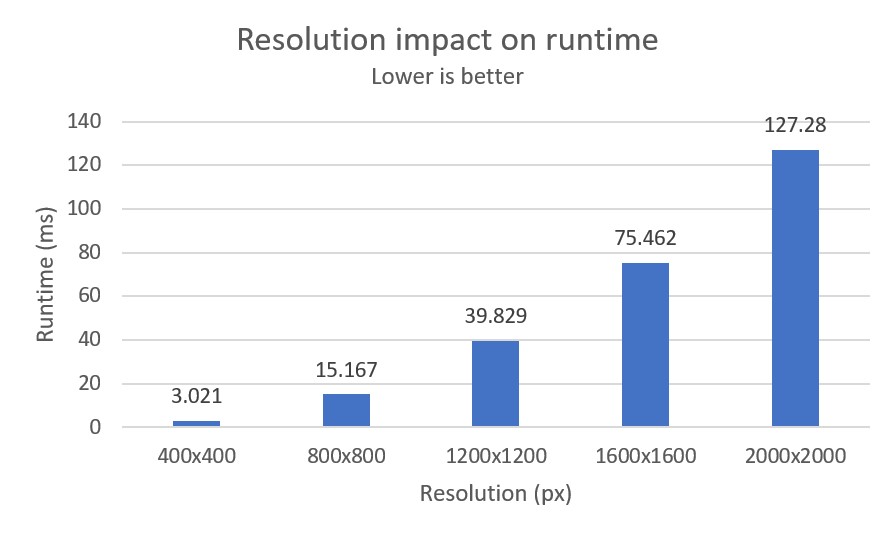 Resolution impact on runtime
Lower is better
140
120
100
80
60
40
20
0
Runtime (ms)
3.021
15.167
39.829
75.462
127.28
400x400
800x800
1200x1200
1600x1600
2000x2000
Resolution (px)